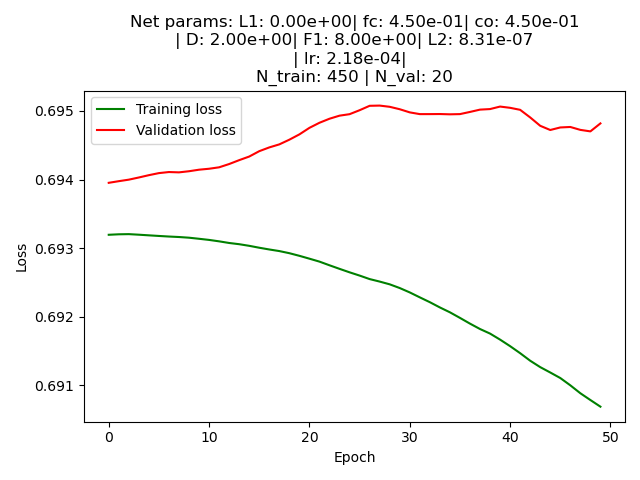 Net params: L1: 0.00e+00| fc: 4.50e-01| co: 4.50e-01
| D: 2.00e+00| F1: 8.00e+00| L2: 8.31e-07
| lr: 2.18e-04|
N_train: 450 | N_val: 20
Training loss
Validation loss
0.695
0.694
0.693
0.692
0.691
Loss
0 10 20 30 40 50
Epoch